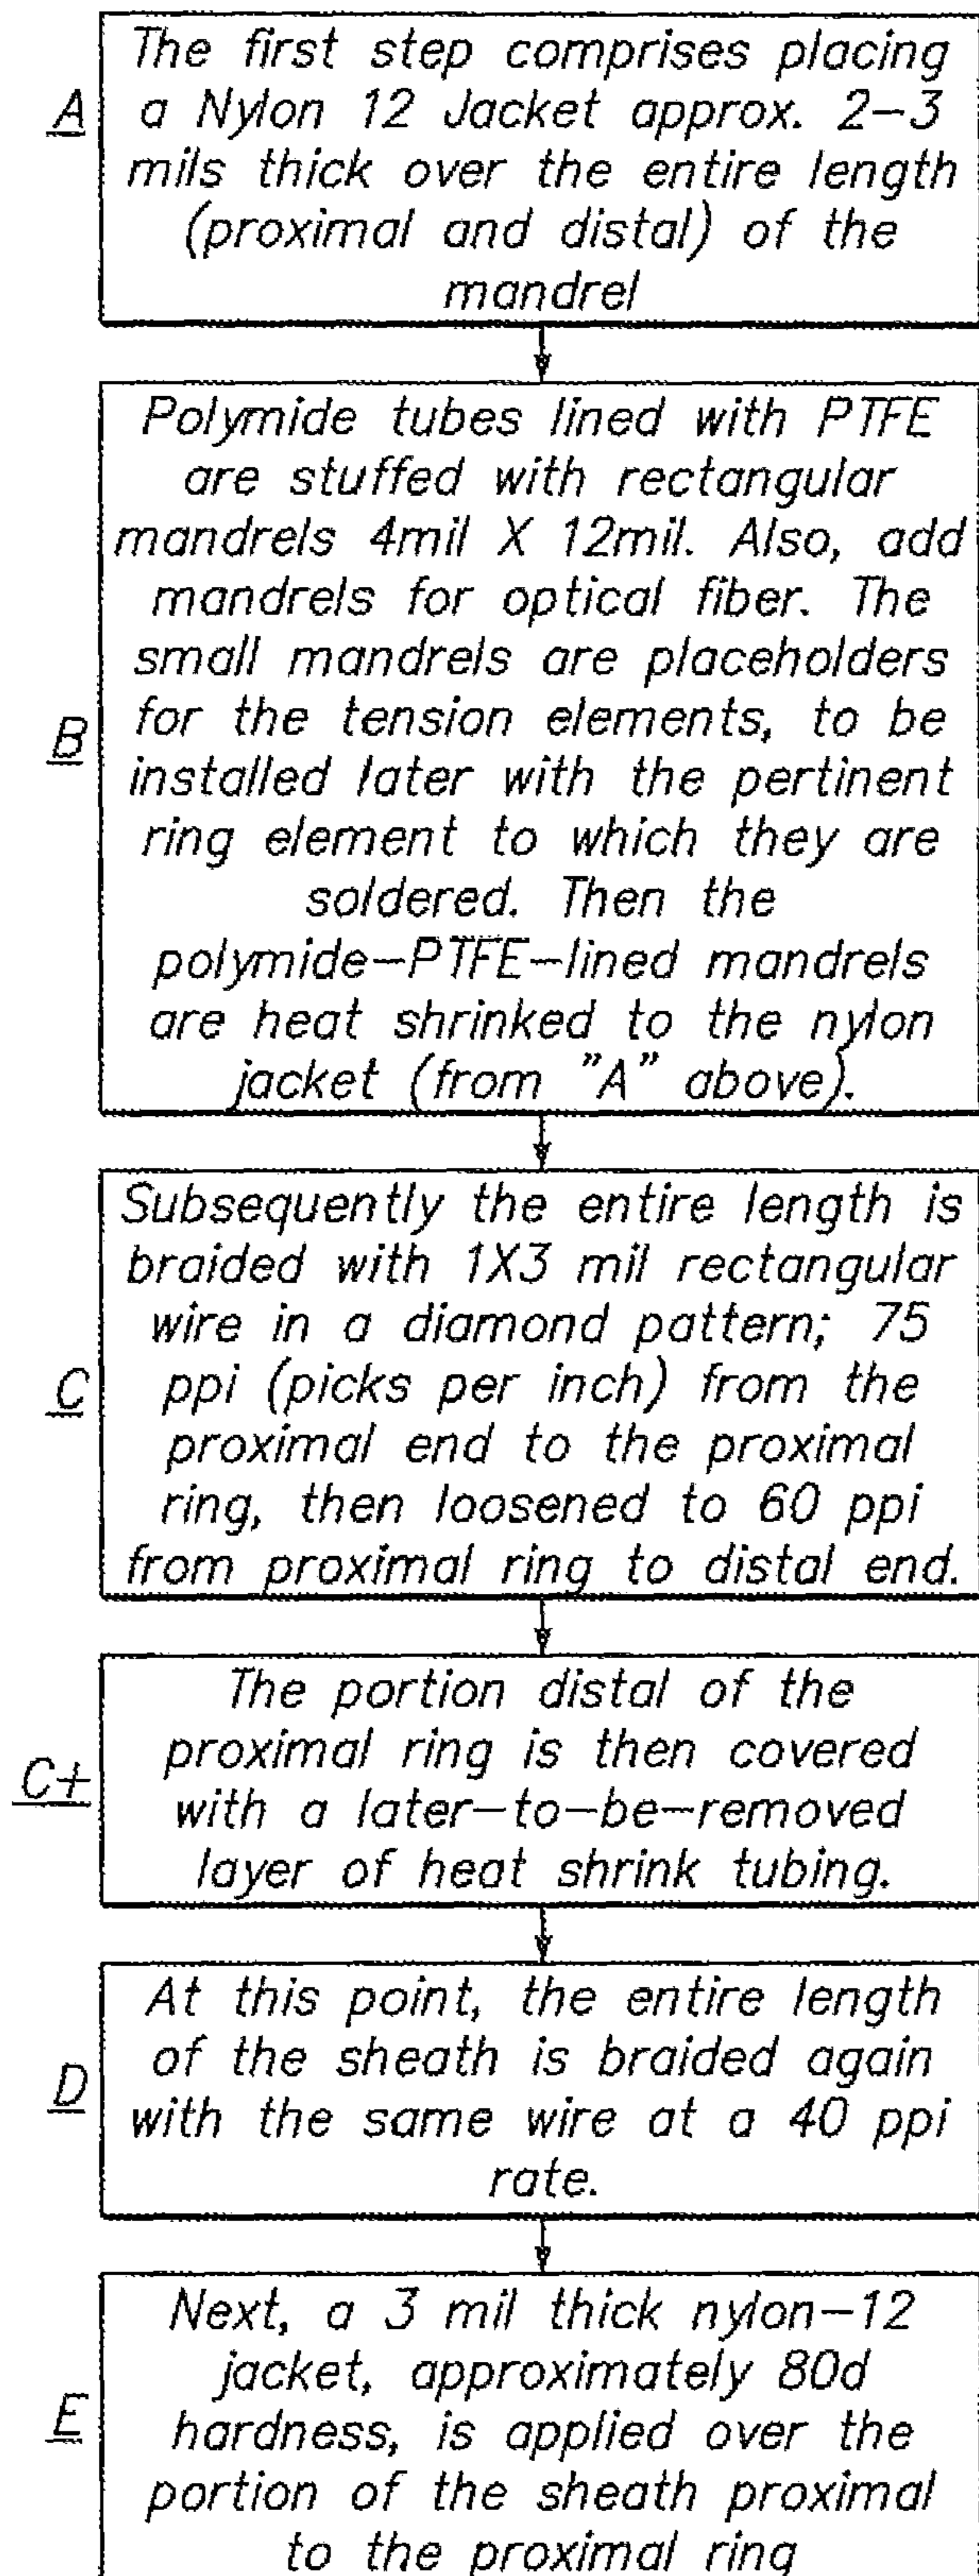 The first step comprises placing
A
a Nylon 12 Jacket approx. 2-3
mils thick over the entire length
(proximal and distal) of the
mandrel
Polymide tubes lined with PTFE
are stuffed with rectangular
mandrels 4mil X 12mil. Also, add
mandrels for optical fiber. The
small mandrels are placeholders
for the tension elements, to be
B
installed later with the pertinent
ring element to which they are
soldered. Then the
polymide-PTFE-lined mandrels
are heat shrinked to the nylon
jacket (from "A" above).
Subsequently the entire length is
braided with 1X3 mil rectangular
wire in a diamond pattern; 75
C
ppi (picks per inch) from the
proximal end to the proximal
ring, then loosened to 60 ppi
from proximal ring to distal end.
The portion distal of the
proximal ring is then covered
C+
with a later-to-be-removed
layer of heat shrink tubing.
At this point, the entire length
of the sheath is braided again
D
with the same wire at a 40 ppi
rate.
Next, a 3 mil thick nylon-12
jacket, approximately 80d
E
hardness, is applied over the
portion of the sheath proximal
to the proximal ring